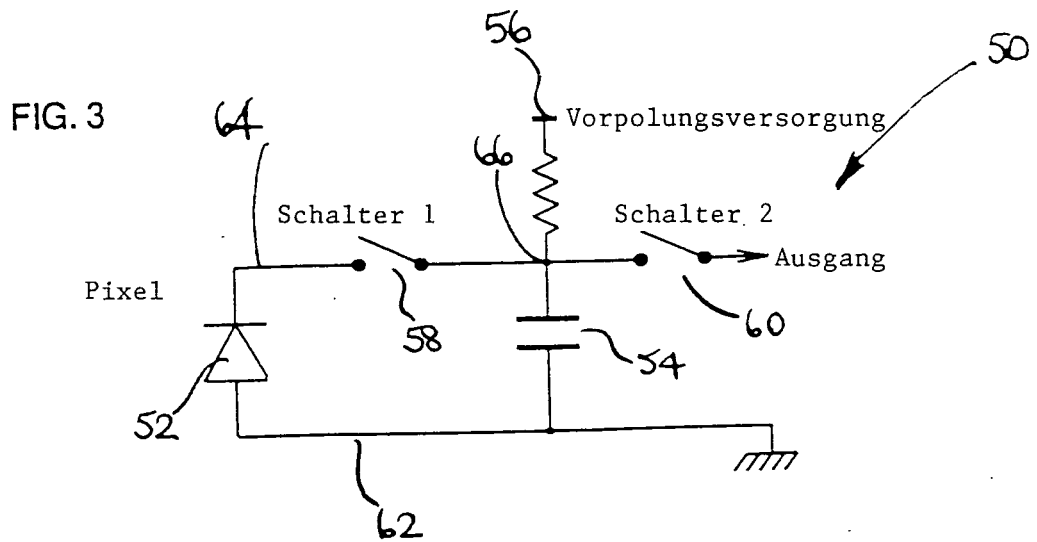 56
50
FIG. 3
64
Vorpolungsversorgung
66
Schalter 1
Schalter 2
Ausgang
Pixel
58
60
54
52
62